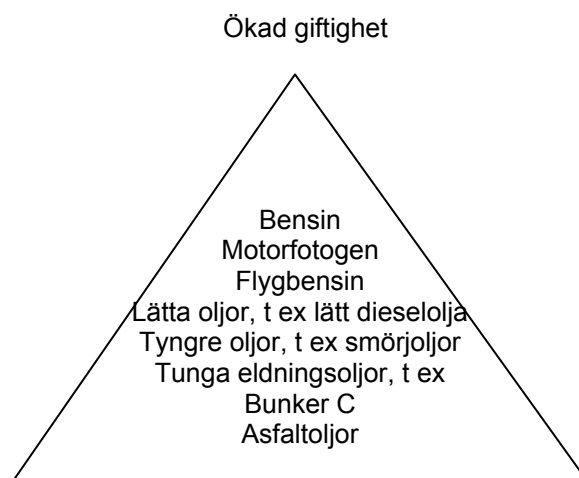 Ökad giftighet
Bensin
Motorfotogen
Flygbensin
Lätta oljor, t ex lätt dieselolja
Tyngre oljor, t ex smörjoljor
Tunga eldningsoljor, t ex
Bunker C
Asfaltoljor